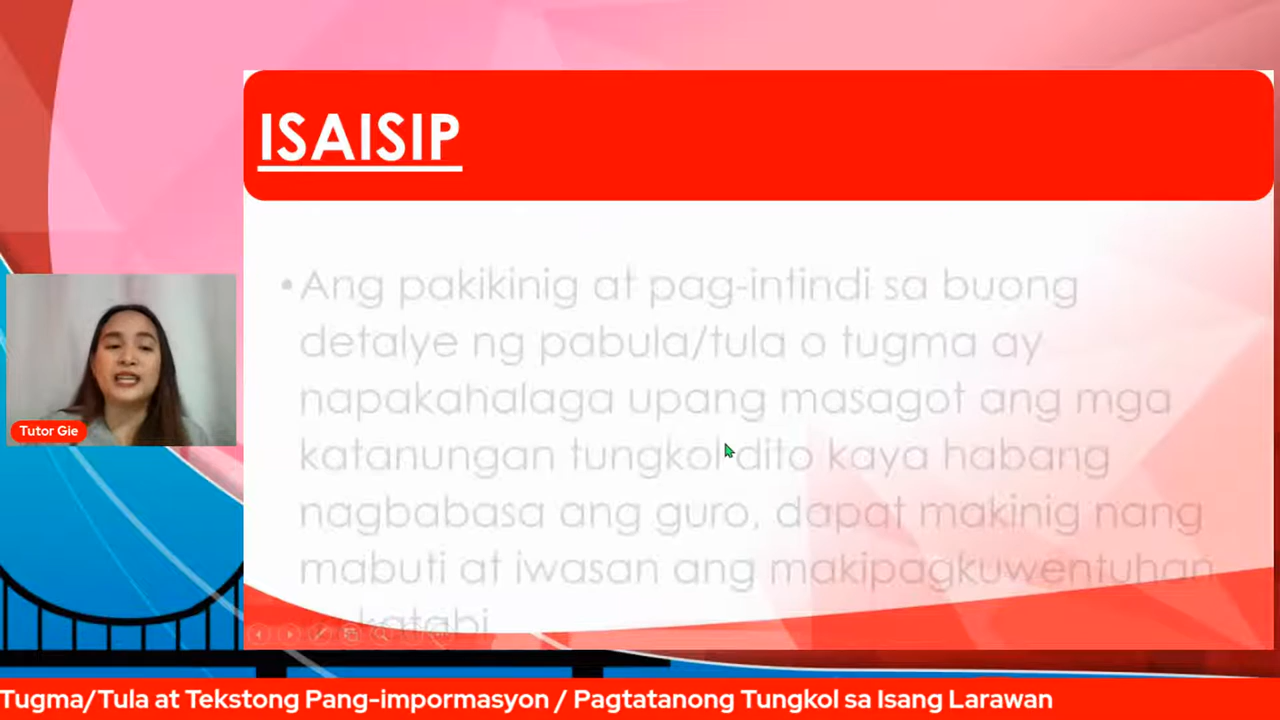 ISAISIP
• Ang pakikinig at pag-intindi sa buong
detalye ng pabula/tula o tugma ay
napakahalaga upang masagot ang mga
katanungan tungkol dito kaya habang
nagbabasa ang guro, dapat makinig nang
mabuti at iwasan ang makipagkuwentuhan
katabi
Tutor Gie
Tugma/Tula at Tekstong Pang-impormasyon / Pagtatanong Tungkol sa Isang Larawan